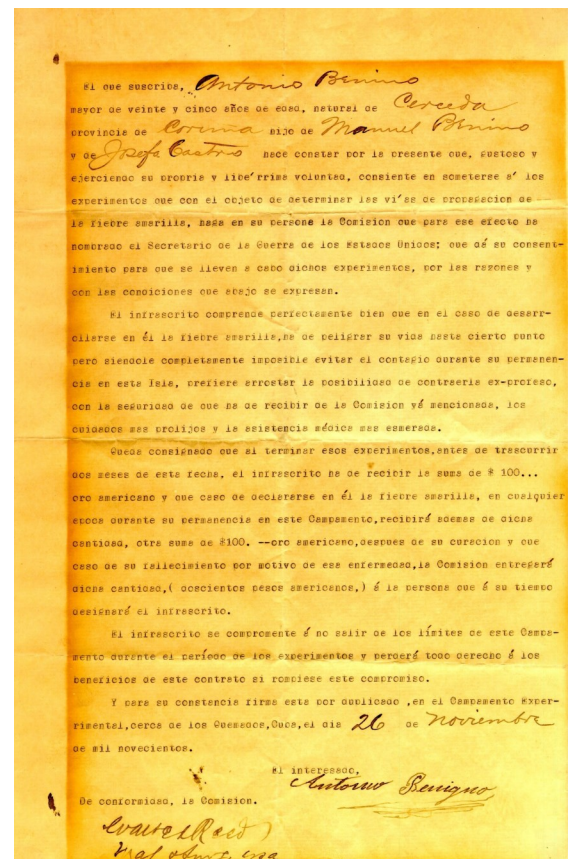 El que suscribe, Antonio Benino
mayor de veinte y cinco años de edad, natural de Cerceda
provincia de Coruña hijo de Manuel Benino
y de Josefa Castro hace constar por la presente que, gustoso y
ejerciendo su propria y libe'rrima voluntad, consiente en someterse a' los
experimentos que con el objeto de determinar las vi'as de propagacion de
la fiebre amarilla, haga en su persona la Comision que para ese efecto ha
nombrado el Secretario de la Guerra de los Estados Unidos; que dé su consent-
imiento para que se lleven a cabo dichos experimentos, por las razones y
con las condiciones que abajo se expresan.
El infrascrito comprende perfectamente bien que en el caso de desarr-
ollarse en él la fiebre amarilla, ha de peligrar su vida hasta cierto punto
pero siendole completamente imposible evitar el contagio durante su permanen-
cia en esta Isla, prefiere arrostar la posibilidad de contraerla ex-profeso,
con la seguridad de que ha de recibir de la Comision yá mencionada, los
cuidados mas prolijos y la asistencia médica mas esmerada.
Queda consignado que al terminar esos experimentos, antes de trascurrir
dos meses de esta fecha, el infrascrito ha de recibir la suma de $ 100...
oro americano y que caso de declararse en él la fiebre amarilla, en cualquier
epoca durante su permanencia en este Campamento, recibirá ademas de dicha
cantidad, otra suma de $100. --oro americano, despues de su curacion y que
caso de su fallecimiento por motivo de esa enfermedad, la Comision entregará
dicha cantidad, ( doscientos pesos americanos,) á la persona que á su tiempo
designará el infrascrito.
El infrascrito se compromente á no salir de los límites de este Campa-
mento durante el período de los experimentos y perderá todo derecho á los
beneficios de este contrato si rompiese este compromiso.
Y para su constancia firma esta por duplicado ,en el Campamento Exper-
rimental, cerca de los Quemados, Cuba, el dia 26 de noviembre
de mil novecientos.
El interesado,
Antonio Benigno
De conformidad, la Comision.
Walter Reed